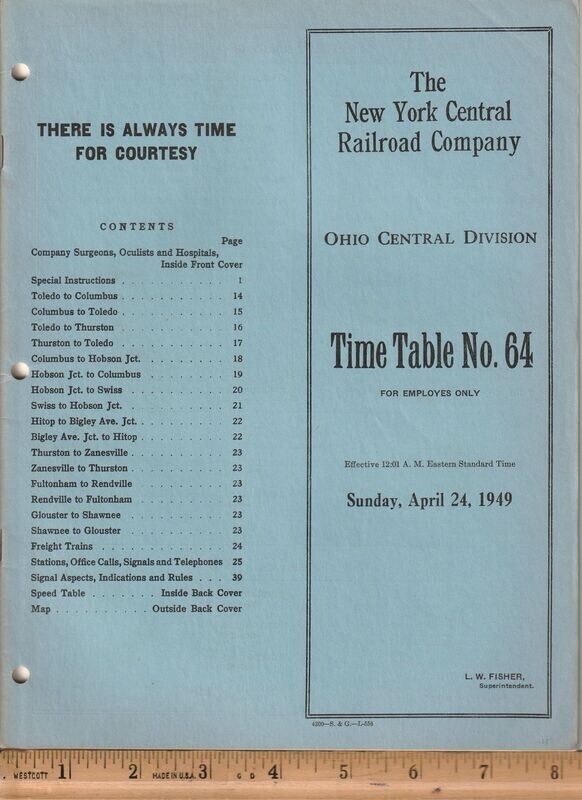 THERE IS ALWAYS TIME
FOR COURTESY
CONTENTS
Page
Company Surgeons, Oculists and Hospitals,
Inside Front Cover
Special Instructions . . . . . . . . . . . 1
Toledo to Columbus . . . . . . . . . . . 14
Columbus to Toledo . . . . . . . . . . . 15
Toledo to Thurston . . . . . . . . . . . 16
Thurston to Toledo . . . . . . . . . . . 17
Columbus to Hobson Jct. . . . . . . . . 18
Hobson Jct. to Columbus . . . . . . . . 19
Hobson Jct. to Swiss . . . . . . . . . . 20
Swiss to Hobson Jct. . . . . . . . . . . 21
Hitop to Bigley Ave. Jct. . . . . . . . . 22
Bigley Ave. Jct. to Hitop . . . . . . . . 22
Thurston to Zanesville . . . . . . . . . . 23
Zanesville to Thurston . . . . . . . . . . 23
Fultonham to Rendville . . . . . . . . . 23
Rendville to Fultonham . . . . . . . . . 23
Glouster to Shawnee . . . . . . . . . . 23
Shawnee to Glouster . . . . . . . . . . 23
Freight Trains . . . . . . . . . . . . . 24
Stations, Office Calls, Signals and Telephones 25
Signal Aspects, Indications and Rules . . . 39
Speed Table . . . . . . . Inside Back Cover
Map . . . . . . . . . . Outside Back Cover
The
New York Central
Railroad Company
OHIO CENTRAL DIVISION
Time Table No. 64
FOR EMPLOYES ONLY
Effective 12:01 A. M. Eastern Standard Time
Sunday, April 24, 1949
L. W. FISHER,
Superintendent.
4300—S. & G.—L-556
WESTCOTT 1 2 MADE IN U.S.A. 3 4 5 6 7 8